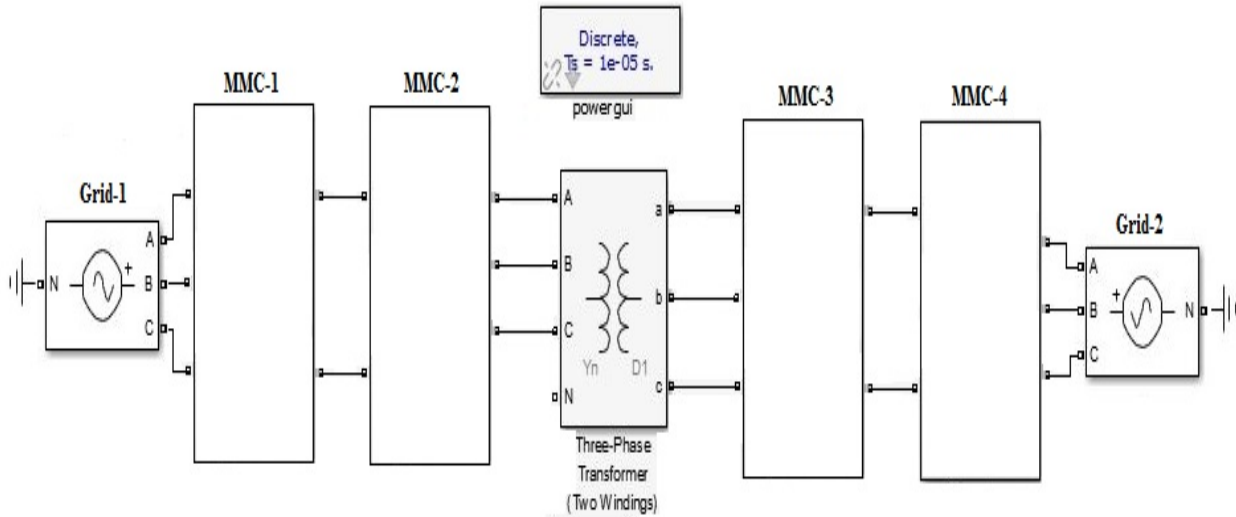 Discrete,
Ts = 1e-05 s.
powergui
MMC-1
MMC-2
MMC-3
MMC-4
Grid-1
N
+
A
B
C
A
B
C
N
Yn
D1
a
b
c
Three-Phase
Transformer
(Two Windings)
Grid-2
A
B
C
+
N